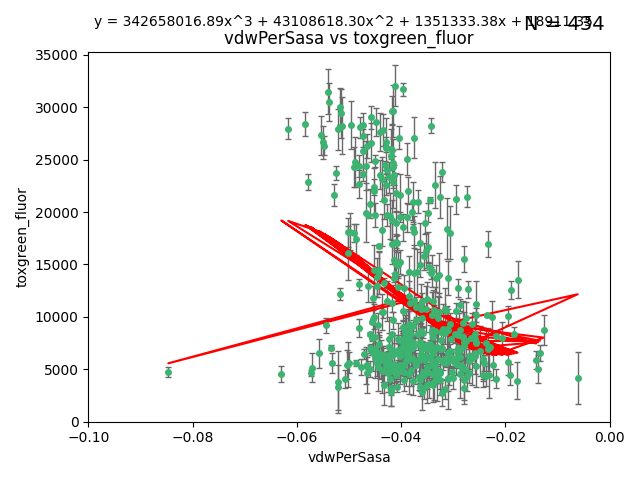 y = 342658016.89x^3 + 43108618.30x^2 + 1351333.38x +
N = 434
vdwPerSasa vs toxgreen_fluor
35000
30000
25000
20000
15000
10000
5000
0
toxgreen_fluor
−0.10 −0.08 −0.06 −0.04 −0.02 0.00
vdwPerSasa